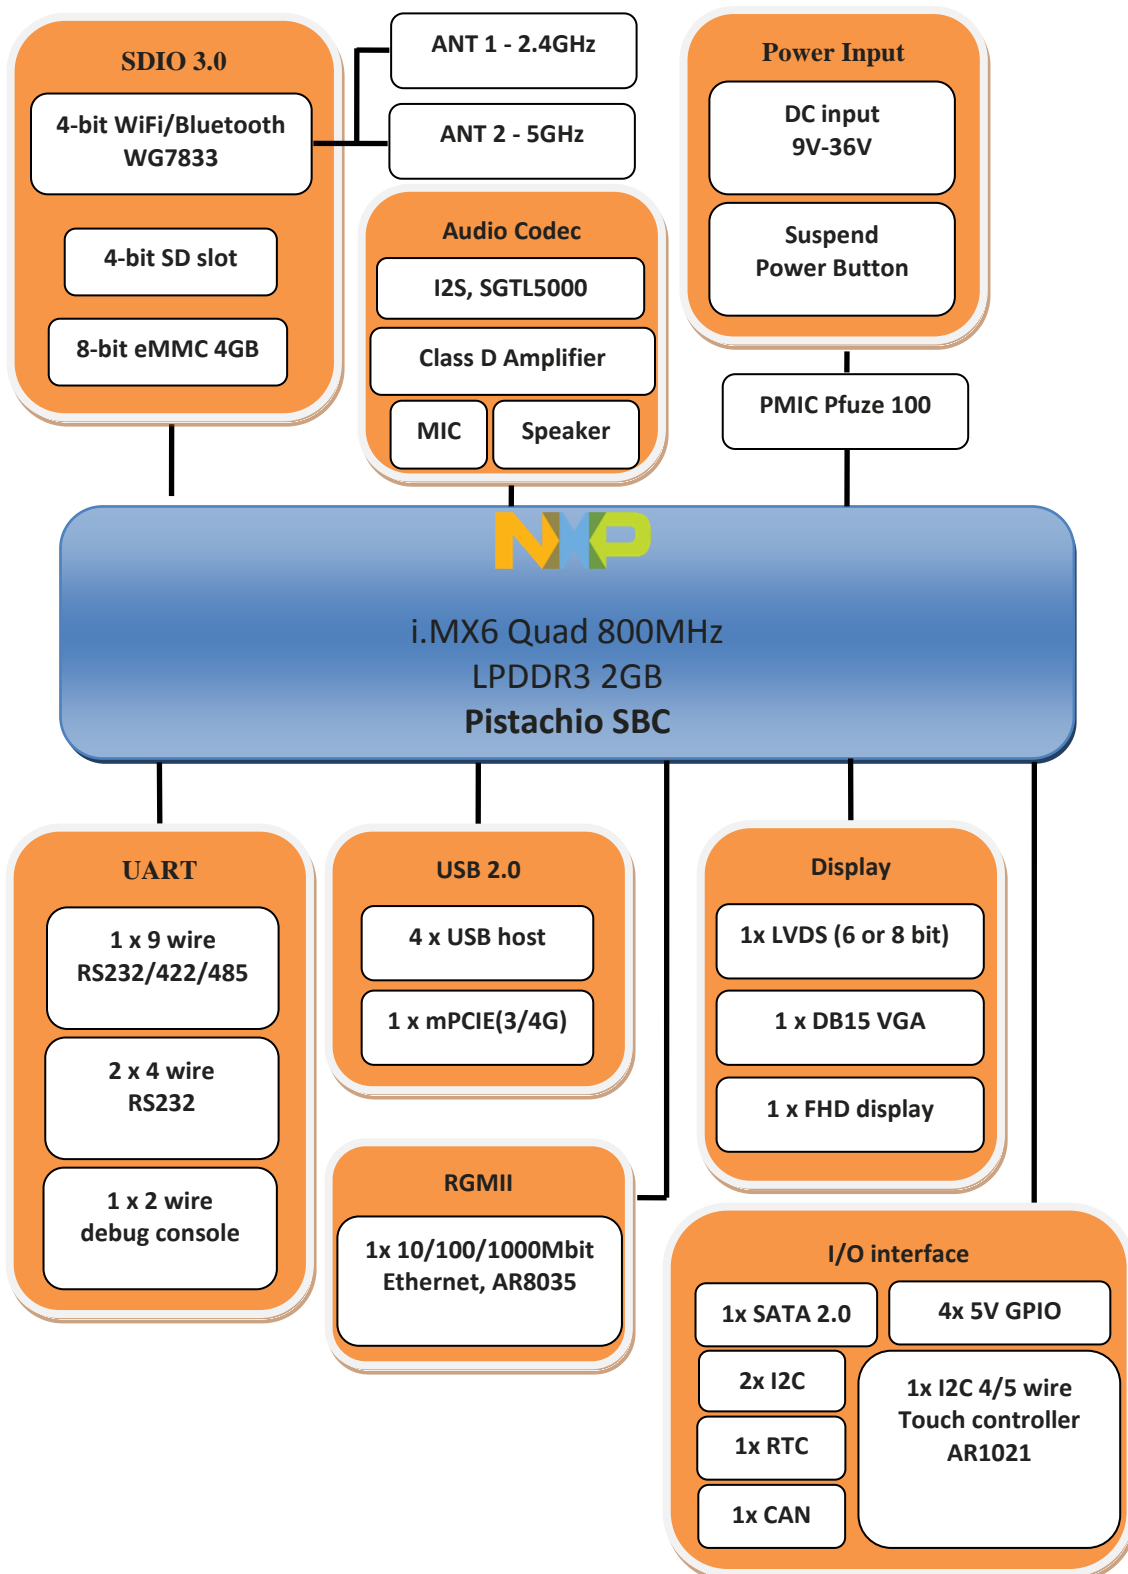 SDIO 3.0
4-bit WiFi/Bluetooth
WG7833
4-bit SD slot
8-bit eMMC 4GB
ANT 1 - 2.4GHz
ANT 2 - 5GHz
Audio Codec
I2S, SGTL5000
Class D Amplifier
MIC
Speaker
Power Input
DC input
9V-36V
Suspend
Power Button
PMIC Pfuze 100
NXP
i.MX6 Quad 800MHz
LPDDR3 2GB
Pistachio SBC
UART
1 x 9 wire
RS232/422/485
2 x 4 wire
RS232
1 x 2 wire
debug console
USB 2.0
4 x USB host
1 x mPCIE(3/4G)
RGMII
1x 10/100/1000Mbit
Ethernet, AR8035
Display
1x LVDS (6 or 8 bit)
1 x DB15 VGA
1 x FHD display
I/O interface
1x SATA 2.0
4x 5V GPIO
2x I2C
1x RTC
1x CAN
1x I2C 4/5 wire
Touch controller
AR1021